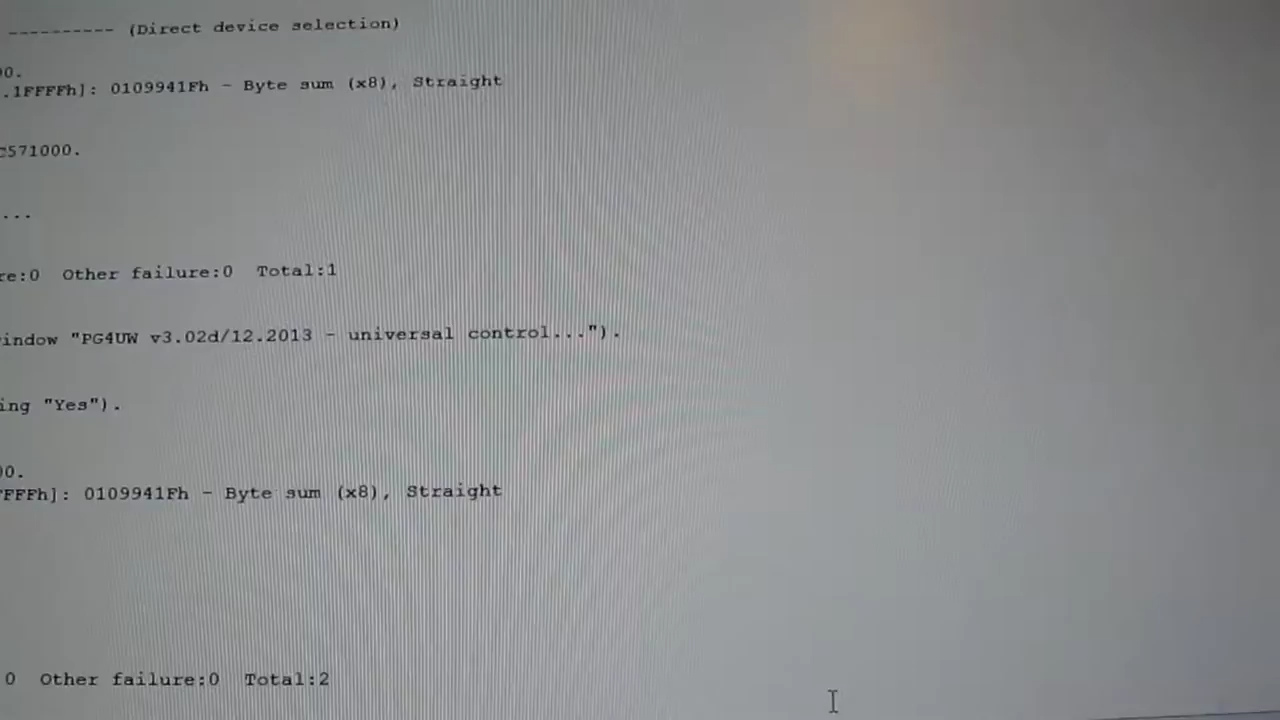 ---------- (Direct device selection)
00.
.1FFFFh]: 0109941Fh - Byte sum (x8), Straight
C571000.
...
re:0 Other failure:0 Total:1
indow "PG4UW v3.02d/12.2013 - universal control...").
ing "Yes").
00.
FFFh]: 0109941Fh - Byte sum (x8), Straight
0 Other failure:0 Total:2